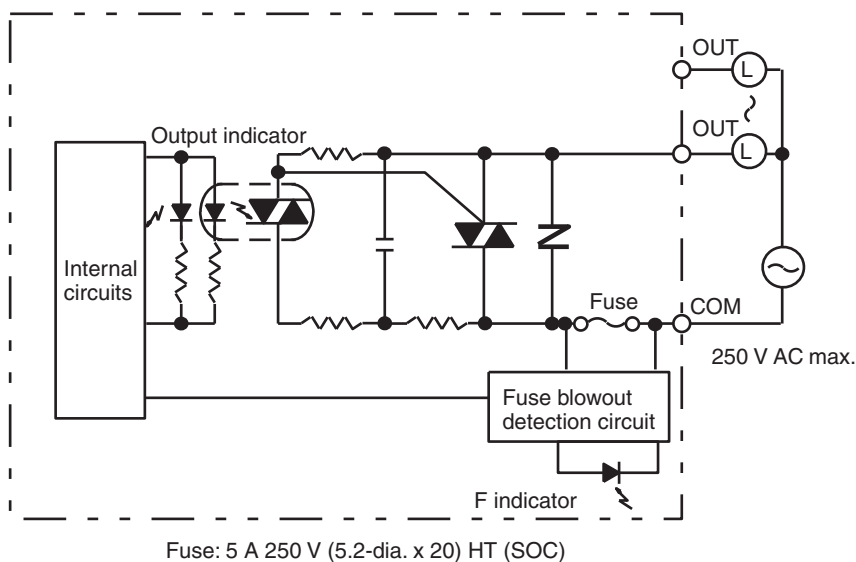 OUT
L
OUT
L
Output indicator
Internal
circuits
Fuse
COM
250 V AC max.
Fuse blowout
detection circuit
F indicator
Fuse: 5 A 250 V (5.2-dia. x 20) HT (SOC)